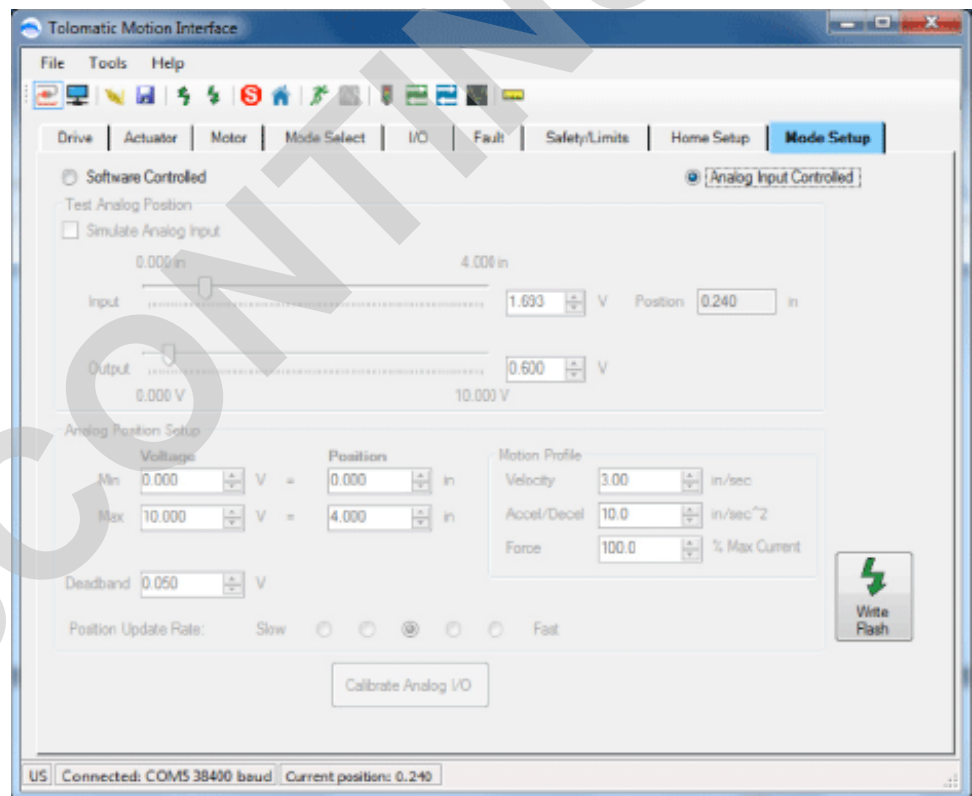 Tolomatic Motion Interface
File Tools Help
Drive Actuator Motor Mode Select I/O Fault Safety/Limits Home Setup Mode Setup
Software Controlled Analog Input Controlled
Test Analog Position
Simulate Analog Input
0.000 in 4.000 in
Input 1.693 V Position 0.240 in
Output 0.600 V
0.000 V 10.000 V
Analog Position Setup
Voltage Position Motion Profile
Min 0.000 V = 0.000 in Velocity 3.00 in/sec
Max 10.000 V = 4.000 in Accel/Decel 10.0 in/sec^2
Force 100.0 % Max Current
Deadband 0.050 V
Write
Flash
Position Update Rate: Slow Fast
Calibrate Analog I/O
US Connected: COM5 38400 baud Current position: 0.240
CONTIN